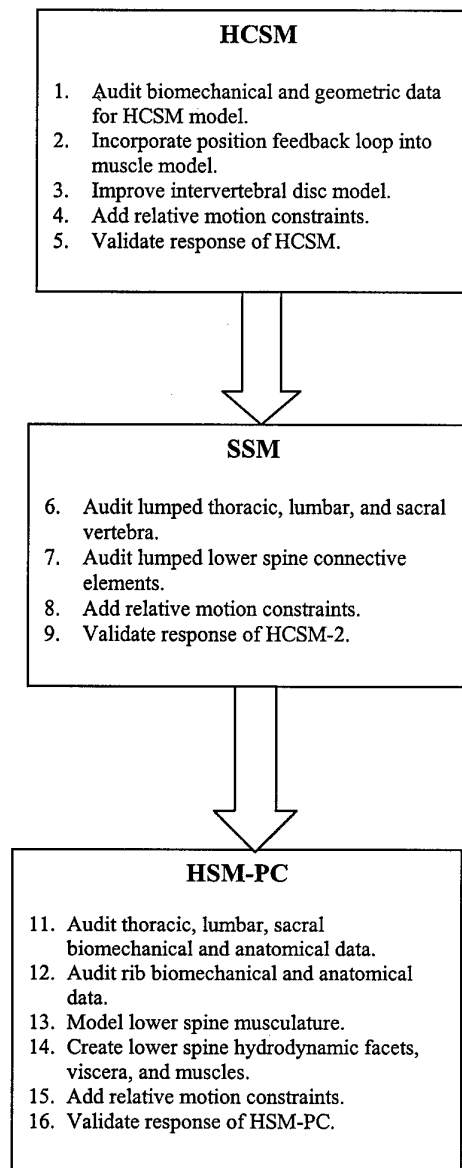 HCSM
1. Audit biomechanical and geometric data
for HCSM model.
2. Incorporate position feedback loop into
muscle model.
3. Improve intervertebral disc model.
4. Add relative motion constraints.
5. Validate response of HCSM.
SSM
6. Audit lumped thoracic, lumbar, and sacral
vertebra.
7. Audit lumped lower spine connective
elements.
8. Add relative motion constraints.
9. Validate response of HCSM-2.
HSM-PC
11. Audit thoracic, lumbar, sacral
biomechanical and anatomical data.
12. Audit rib biomechanical and anatomical
data.
13. Model lower spine musculature.
14. Create lower spine hydrodynamic facets,
viscera, and muscles.
15. Add relative motion constraints.
16. Validate response of HSM-PC.